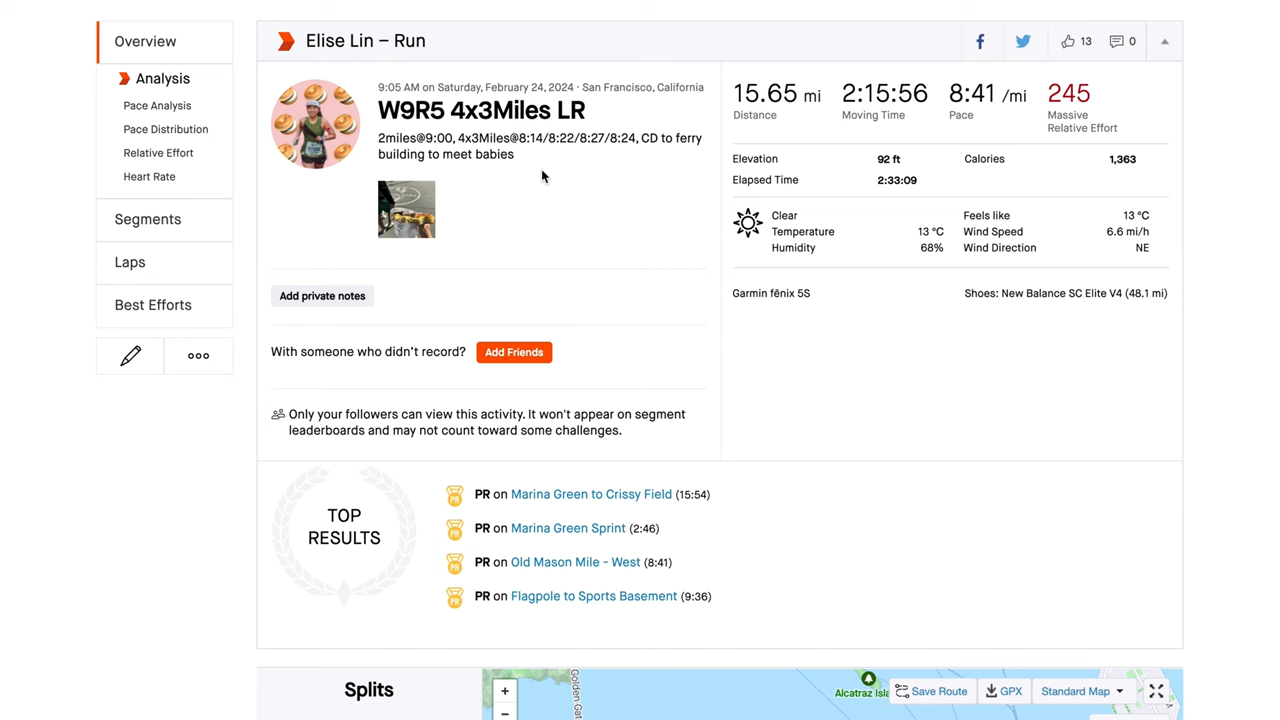 Overview
Analysis
Pace Analysis
Pace Distribution
Relative Effort
Heart Rate
Segments
Laps
Best Efforts
Elise Lin – Run
13
0
9:05 AM on Saturday, February 24, 2024 · San Francisco, California
W9R5 4x3Miles LR
2miles@9:00, 4x3Miles@8:14/8:22/8:27/8:24, CD to ferry
building to meet babies
Add private notes
With someone who didn't record? Add Friends
Only your followers can view this activity. It won't appear on segment
leaderboards and may not count toward some challenges.
15.65 mi
Distance
2:15:56
Moving Time
8:41 /mi
Pace
245
Massive
Relative Effort
Elevation 92 ft Calories 1,363
Elapsed Time 2:33:09
Clear Feels like 13 °C
Temperature 13 °C Wind Speed 6.6 mi/h
Humidity 68% Wind Direction NE
Garmin fēnix 5S Shoes: New Balance SC Elite V4 (48.1 mi)
TOP
RESULTS
PR PR on Marina Green to Crissy Field (15:54)
PR PR on Marina Green Sprint (2:46)
PR PR on Old Mason Mile - West (8:41)
PR PR on Flagpole to Sports Basement (9:36)
Splits
+
−
Golden Gat
Alcatraz Isla
Save Route
GPX
Standard Map